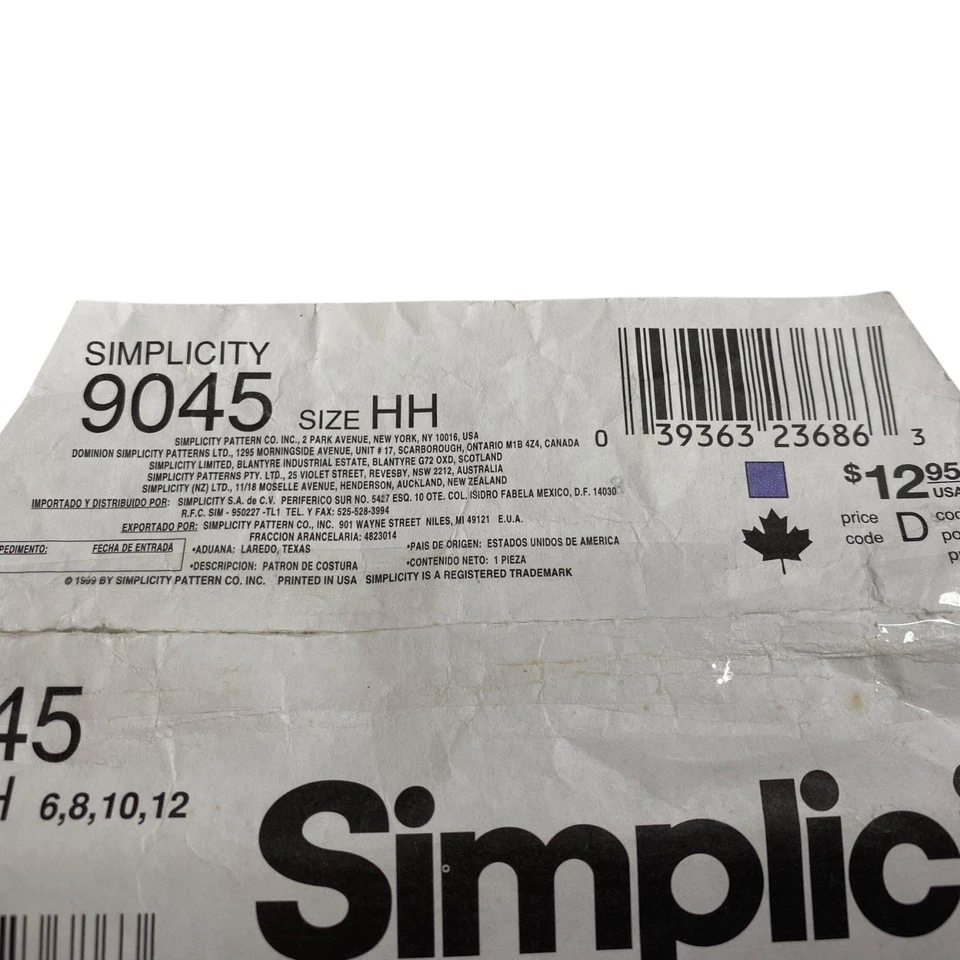 SIMPLICITY
9045 SIZE HH
SIMPLICITY PATTERN CO. INC., 2 PARK AVENUE, NEW YORK, NY 10016, USA
DOMINION SIMPLICITY PATTERNS LTD., 1295 MORNINGSIDE AVENUE, UNIT # 17, SCARBOROUGH, ONTARIO M1B 4Z4, CANADA
SIMPLICITY LIMITED, BLANTYRE INDUSTRIAL ESTATE, BLANTYRE G72 OXD, SCOTLAND
SIMPLICITY PATTERNS PTY. LTD., 25 VIOLET STREET, REVESBY, NSW 2212, AUSTRALIA
SIMPLICITY (NZ) LTD., 11/18 MOSELLE AVENUE, HENDERSON, AUCKLAND, NEW ZEALAND
IMPORTADO Y DISTRIBUIDO POR: SIMPLICITY S.A. de C.V. PERIFERICO SUR NO. 5427 ESQ. 10 OTE. COL. ISIDRO FABELA MEXICO, D.F. 14030
R.F.C. SIM - 950227 -TL1 TEL. Y FAX: 525-528-3994
EXPORTADO POR: SIMPLICITY PATTERN CO., INC. 901 WAYNE STREET NILES, MI 49121 E.U.A.
FRACCION ARANCELARIA: 4823014
PEDIMENTO: FECHA DE ENTRADA
•ADUANA: LAREDO, TEXAS •PAIS DE ORIGEN: ESTADOS UNIDOS DE AMERICA
•DESCRIPCION: PATRON DE COSTURA •CONTENIDO NETO: 1 PIEZA
© 1999 BY SIMPLICITY PATTERN CO. INC. PRINTED IN USA SIMPLICITY IS A REGISTERED TRADEMARK
0 39363 23686 3
$12.95
USA
price code D
45
6,8,10,12
Simplici